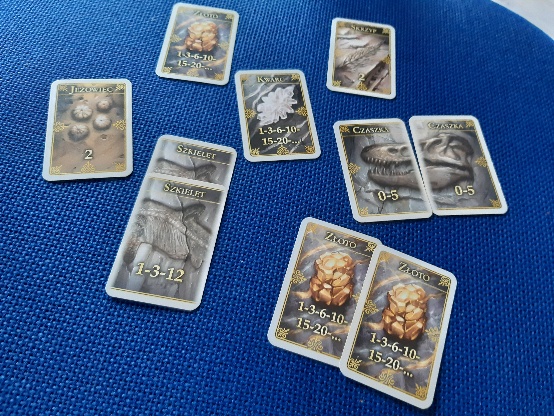 ZŁOTO
1-3-6-10-
15-20-...
SKRZYP
2
JEŻOWIEC
2
KWARC
1-3-6-10-
15-20-...
CZASZKA
0-5
CZASZKA
0-5
SZKIELET
SZKIELET
1-3-12
ZŁOTO
1-3-6-10-
15-20-...
ZŁOTO
1-3-6-10-
15-20-...